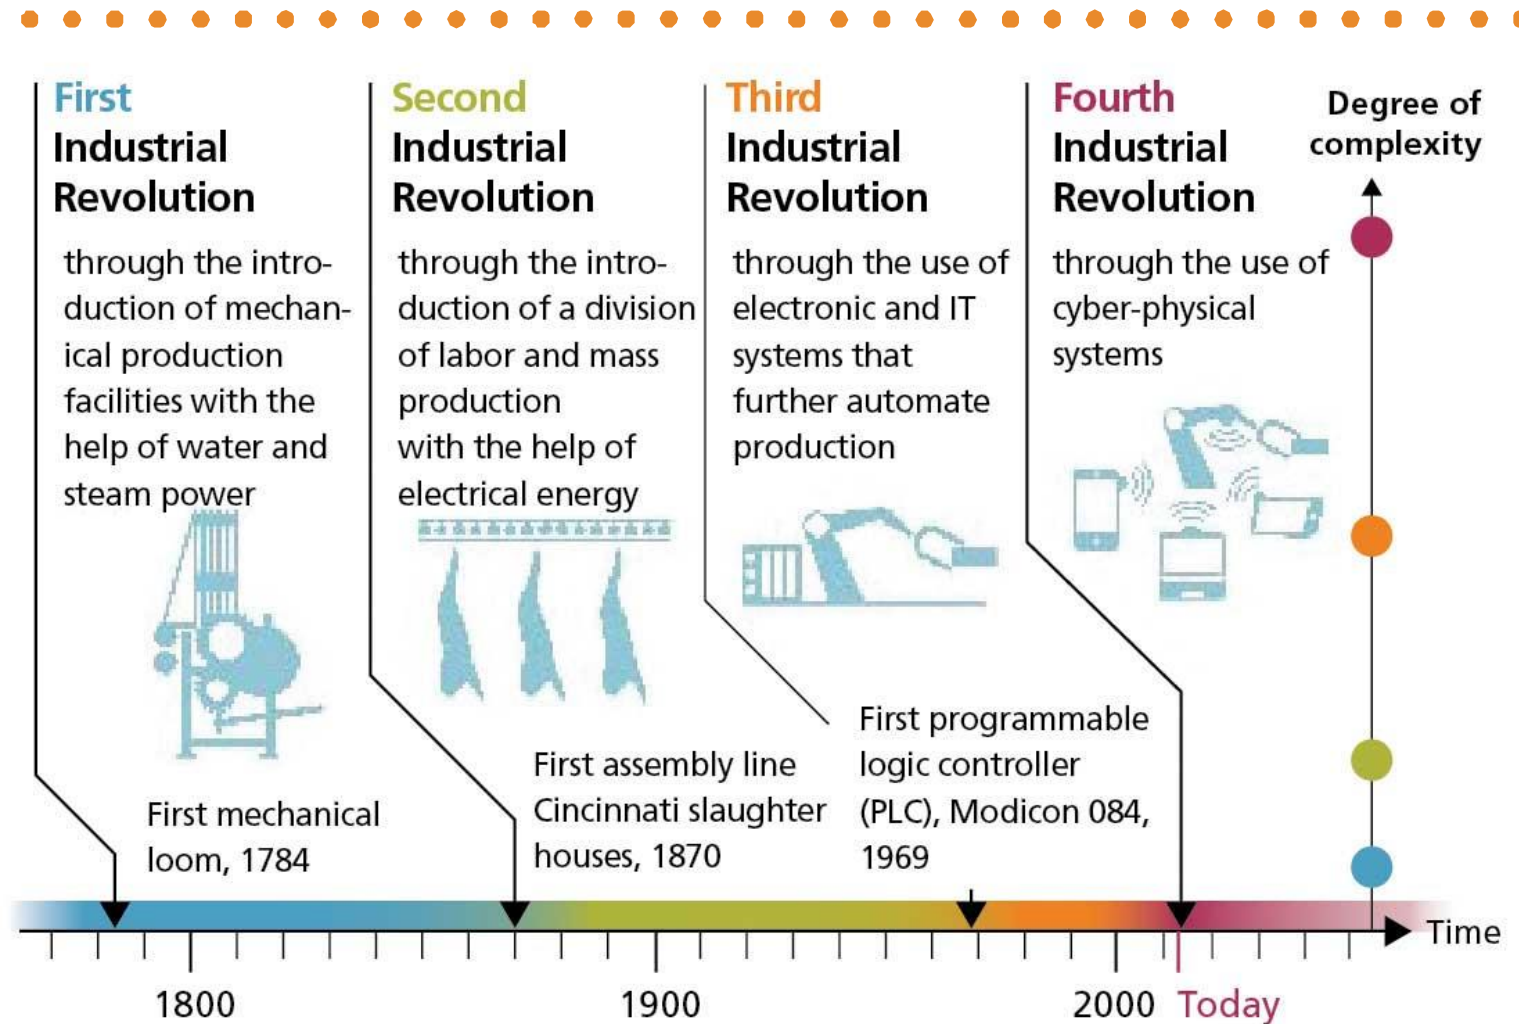 First
Industrial
Revolution
through the intro-
duction of mechan-
ical production
facilities with the
help of water and
steam power
First mechanical
loom, 1784
Second
Industrial
Revolution
through the intro-
duction of a division
of labor and mass
production
with the help of
electrical energy
First assembly line
Cincinnati slaughter
houses, 1870
Third
Industrial
Revolution
through the use of
electronic and IT
systems that
further automate
production
First programmable
logic controller
(PLC), Modicon 084,
1969
Fourth
Industrial
Revolution
through the use of
cyber-physical
systems
Degree of
complexity
Time
1800
1900
2000
Today